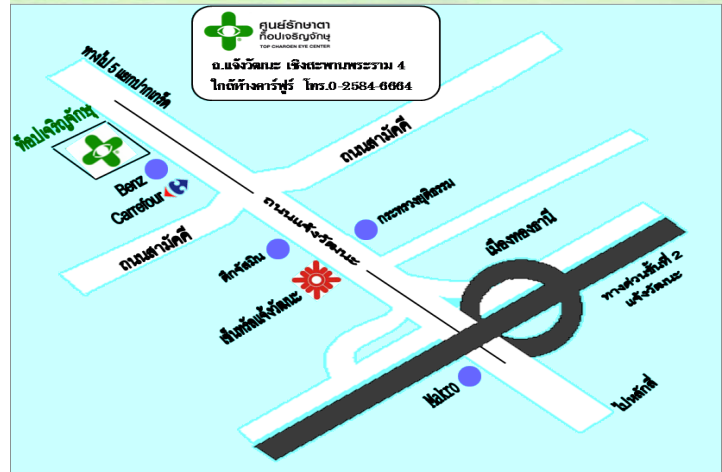 ศูนย์รักษาตา
ท็อปเจริญจักษุ
TOP CHAROEN EYE CENTER
ถ.แจ้งวัฒนะ เชิงสะพานพระราม 4
ใกล้ห้างคาร์ฟูร์ โทร.0-2584-6664
ทางไป 5 แยกปากเกร็ด
ท็อปเจริญจักษุ
Benz
Carrefour
ถนนสามัคคี
ถนนสามัคคี
ถนนแจ้งวัฒนะ
กระทรวงยุติธรรม
ตึกจัสมิน
เซ็นทรัลแจ้งวัฒนะ
เมืองทองธานี
ทางด่วนขั้นที่ 2
แจ้งวัฒนะ
Makro
ไปหลักสี่